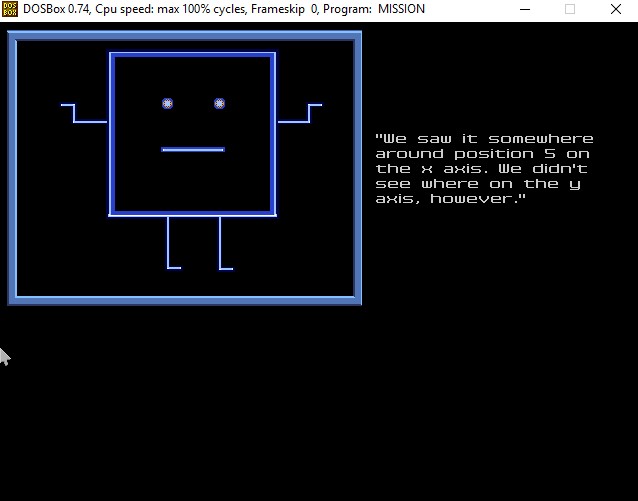 DOS
BOX
DOSBox 0.74, Cpu speed: max 100% cycles, Frameskip  0, Program:  MISSION
"We saw it somewhere
around position 5 on
the x axis. We didn't
see where on the y
axis, however."